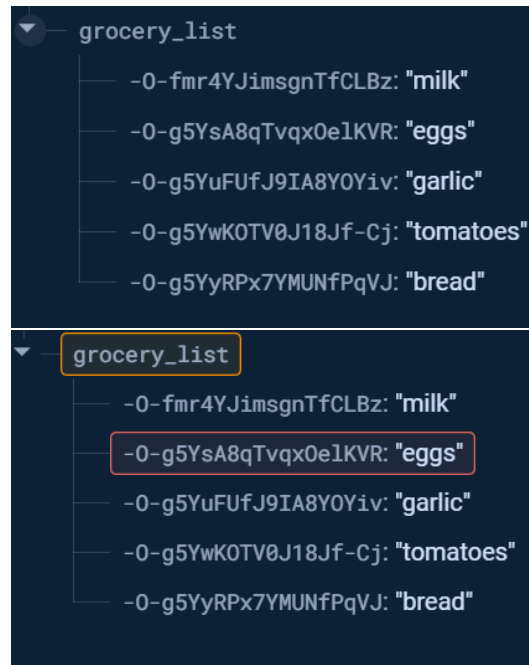 grocery_list
-O-fmr4YJimsgnTfCLBz: "milk"
-O-g5YsA8qTvqxOelKVR: "eggs"
-O-g5YuFUfJ9IA8YOYiv: "garlic"
-O-g5YwKOTV0J18Jf-Cj: "tomatoes"
-O-g5YyRPx7YMUNfPqVJ: "bread"
grocery_list
-O-fmr4YJimsgnTfCLBz: "milk"
-O-g5YsA8qTvqxOelKVR: "eggs"
-O-g5YuFUfJ9IA8YOYiv: "garlic"
-O-g5YwKOTV0J18Jf-Cj: "tomatoes"
-O-g5YyRPx7YMUNfPqVJ: "bread"